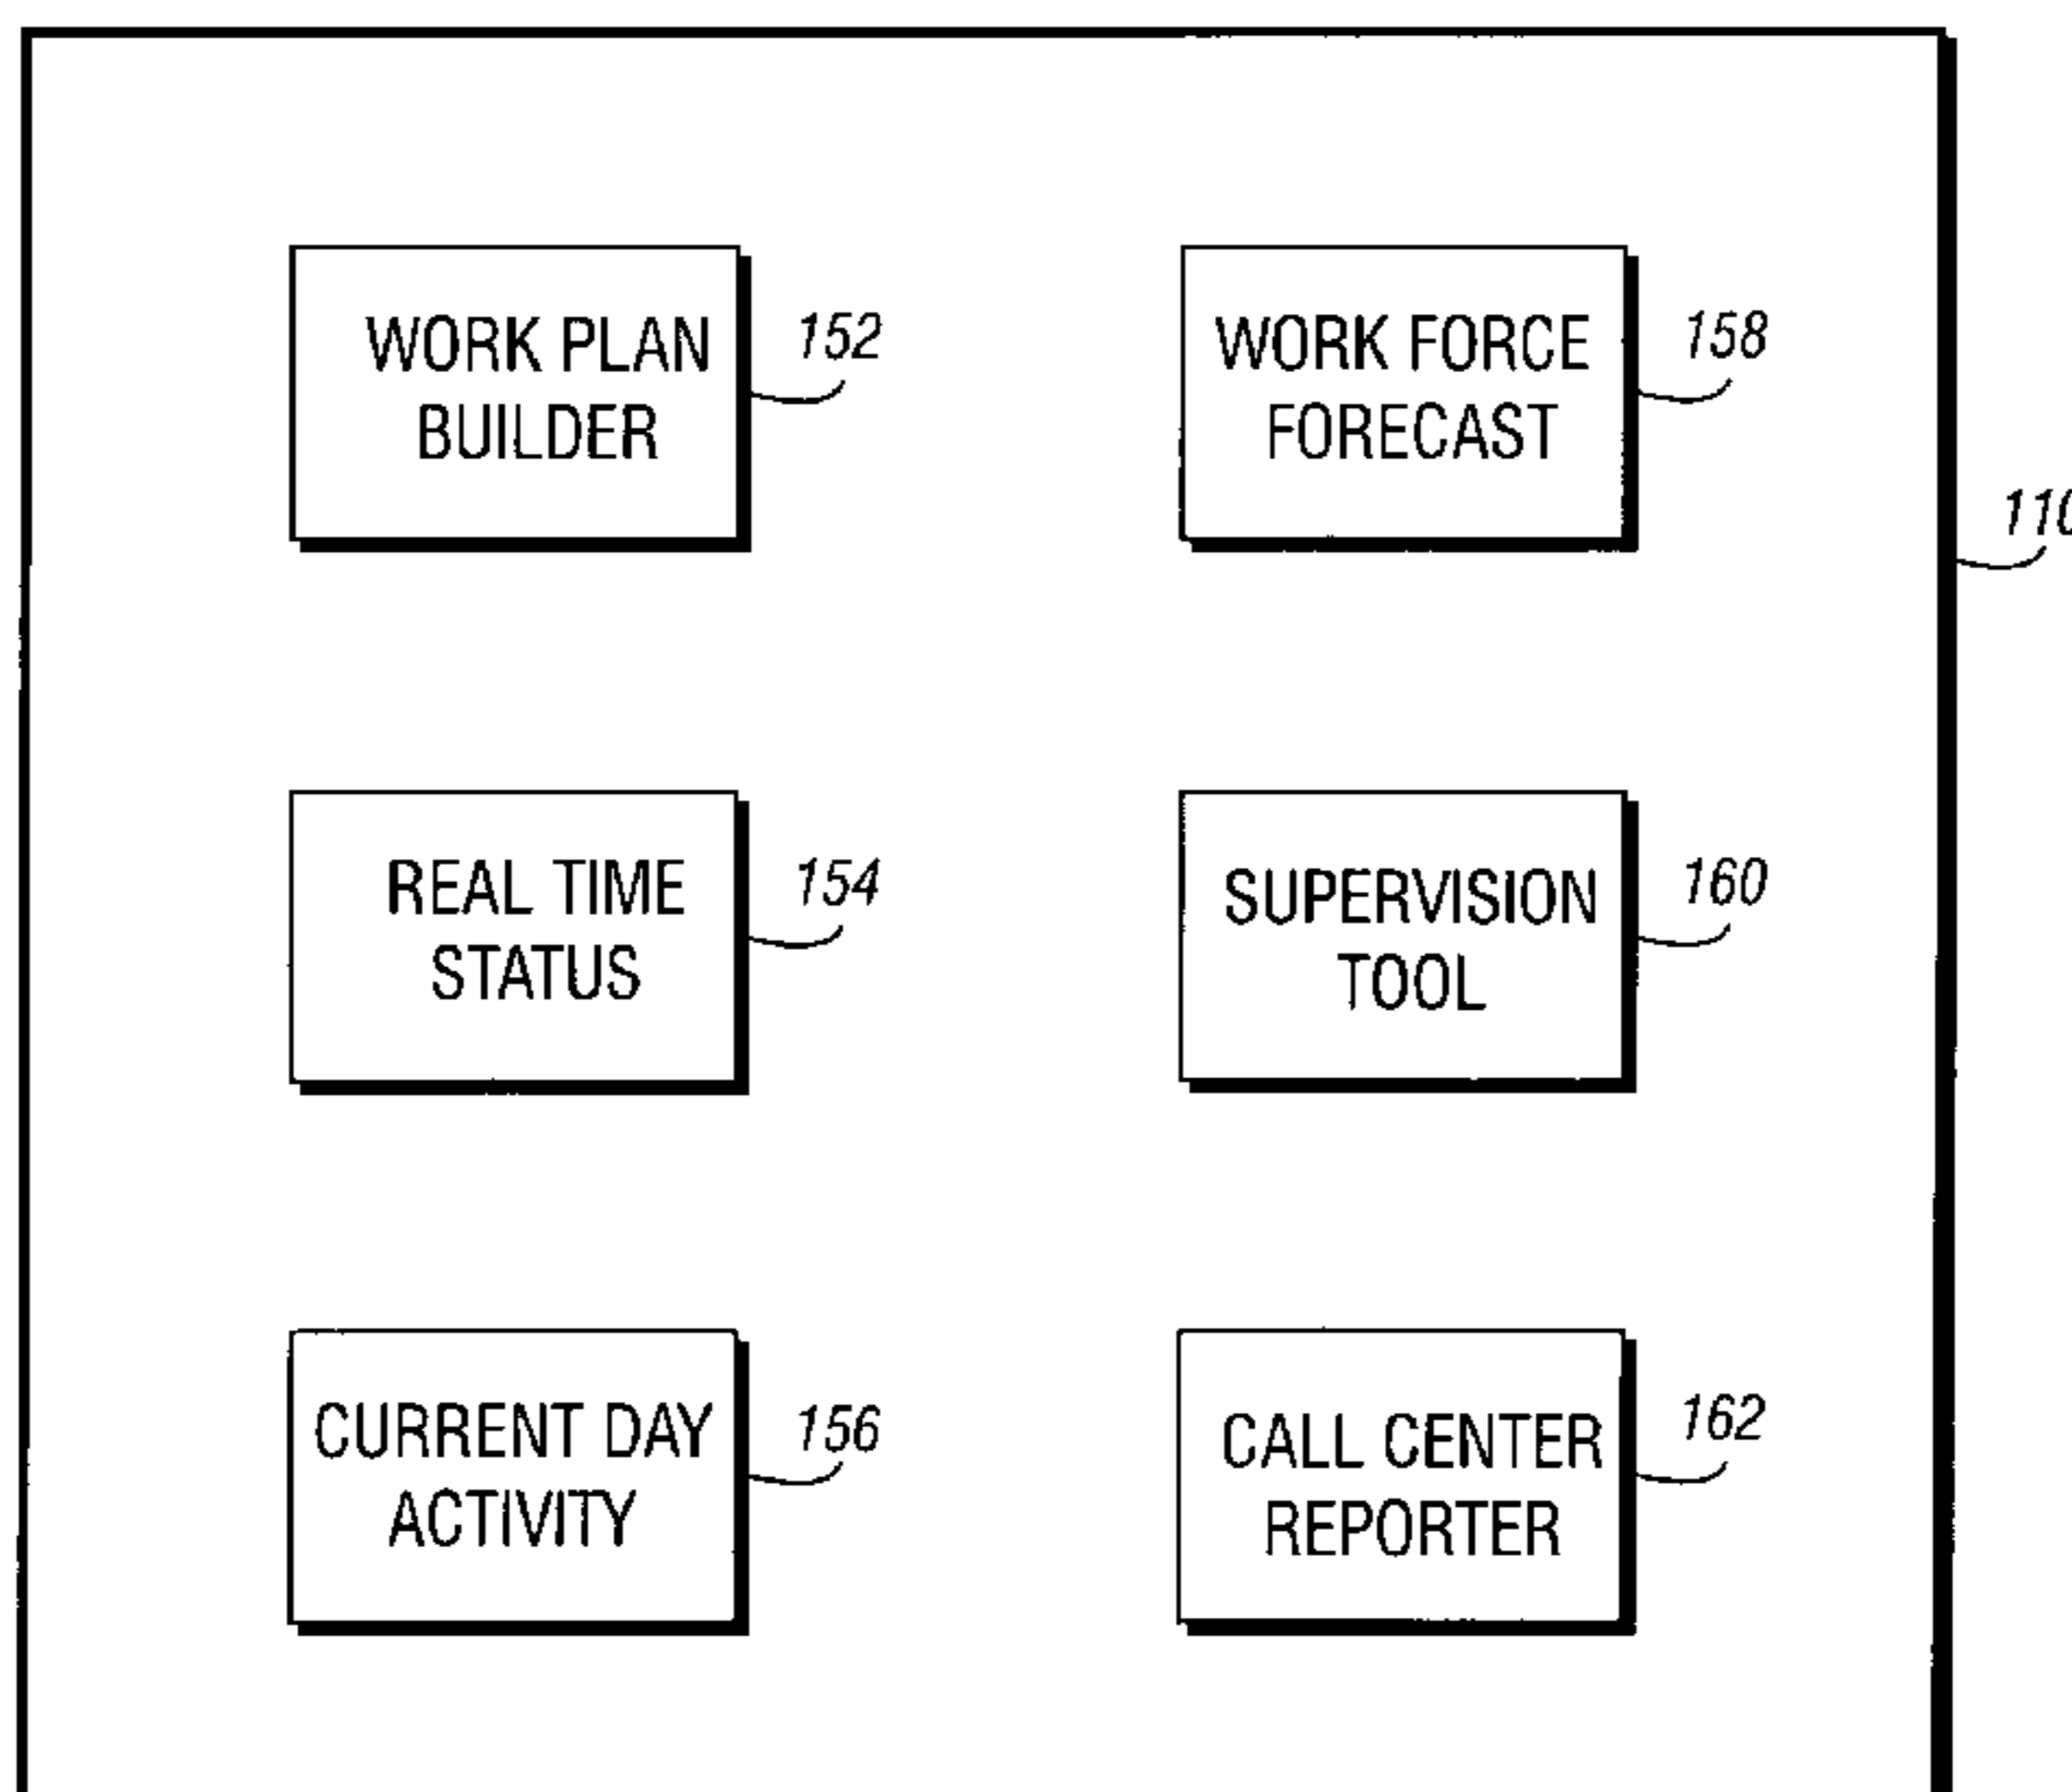 WORK PLAN
BUILDER
152
WORK FORCE
FORECAST
158
110
REAL TIME
STATUS
154
SUPERVISION
TOOL
160
CURRENT DAY
ACTIVITY
156
CALL CENTER
REPORTER
162